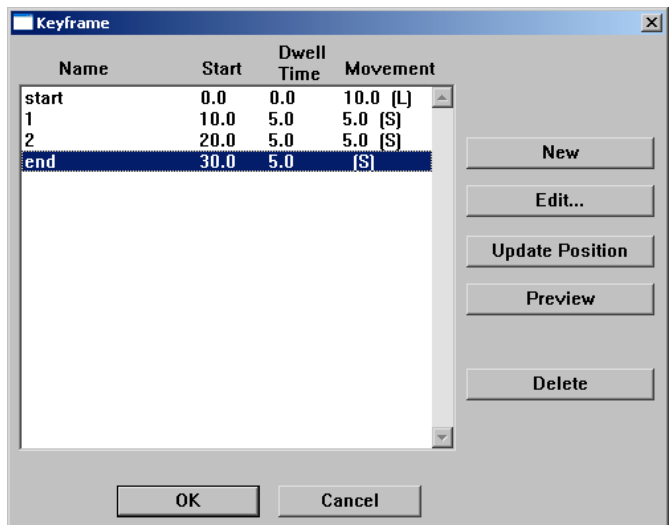 Keyframe
Name Start Dwell Time Movement
start 0.0 0.0 10.0 (L)
1 10.0 5.0 5.0 (S)
2 20.0 5.0 5.0 (S)
end 30.0 5.0 (S)
New
Edit...
Update Position
Preview
Delete
OK Cancel